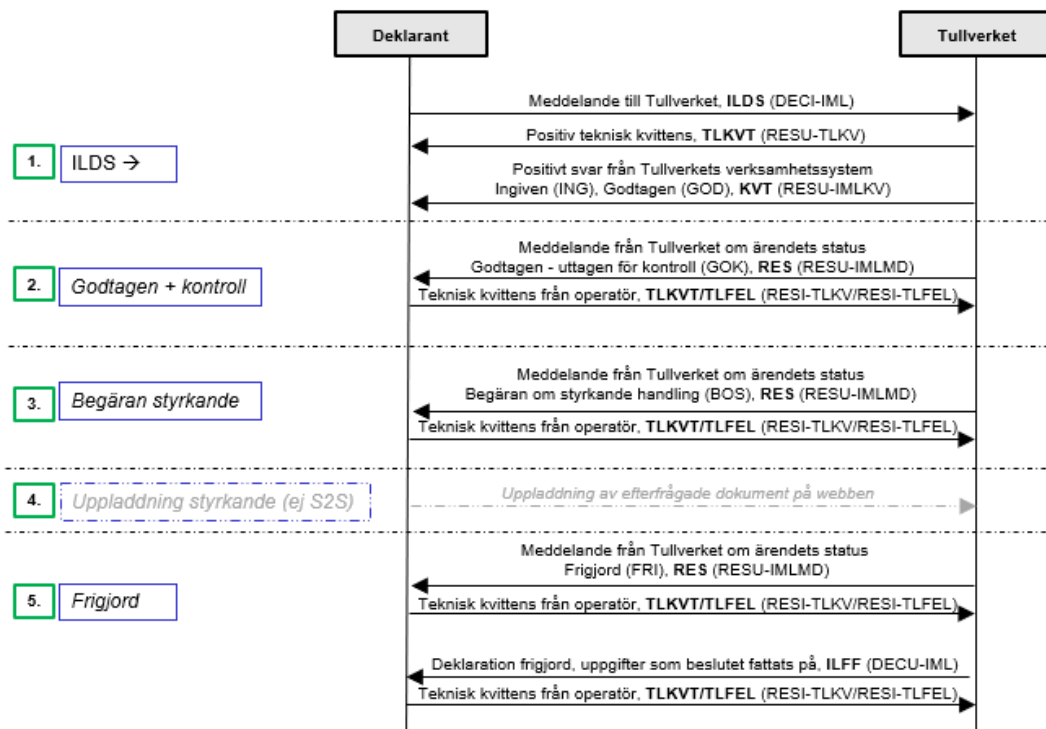 Deklarant
Tullverket
Meddelande till Tullverket, ILDS (DECI-IML)
Positiv teknisk kvittens, TLKVT (RESU-TLKV)
1.
ILDS →
Positivt svar från Tullverkets verksamhetssystem
Ingiven (ING), Godtagen (GOD), KVT (RESU-IMLKV)
Meddelande från Tullverket om ärendets status
Godtagen - uttagen för kontroll (GOK), RES (RESU-IMLMD)
2.
Godtagen + kontroll
Teknisk kvittens från operatör, TLKVT/TLFEL (RESI-TLKV/RESI-TLFEL)
Meddelande från Tullverket om ärendets status
Begäran om styrkande handling (BOS), RES (RESU-IMLMD)
3.
Begäran styrkande
Teknisk kvittens från operatör, TLKVT/TLFEL (RESI-TLKV/RESI-TLFEL)
4.
Uppladdning styrkande (ej S2S)
Uppladdning av efterfrågade dokument på webben
Meddelande från Tullverket om ärendets status
Frigjord (FRI), RES (RESU-IMLMD)
5.
Frigjord
Teknisk kvittens från operatör, TLKVT/TLFEL (RESI-TLKV/RESI-TLFEL)
Deklaration frigjord, uppgifter som beslutet fattats på, ILFF (DECU-IML)
Teknisk kvittens från operatör, TLKVT/TLFEL (RESI-TLKV/RESI-TLFEL)